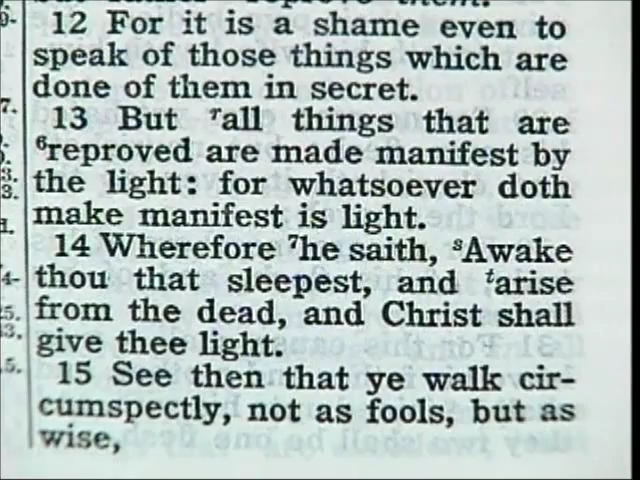 12 For it is a shame even to
speak of those things which are
done of them in secret.
13 But ʳall things that are
⁶reproved are made manifest by
the light: for whatsoever doth
make manifest is light.
14 Wherefore ⁷he saith, ˢAwake
thou that sleepest, and ᵗarise
from the dead, and Christ shall
give thee light.
15 See then that ye walk cir-
cumspectly, not as fools, but as
wise,